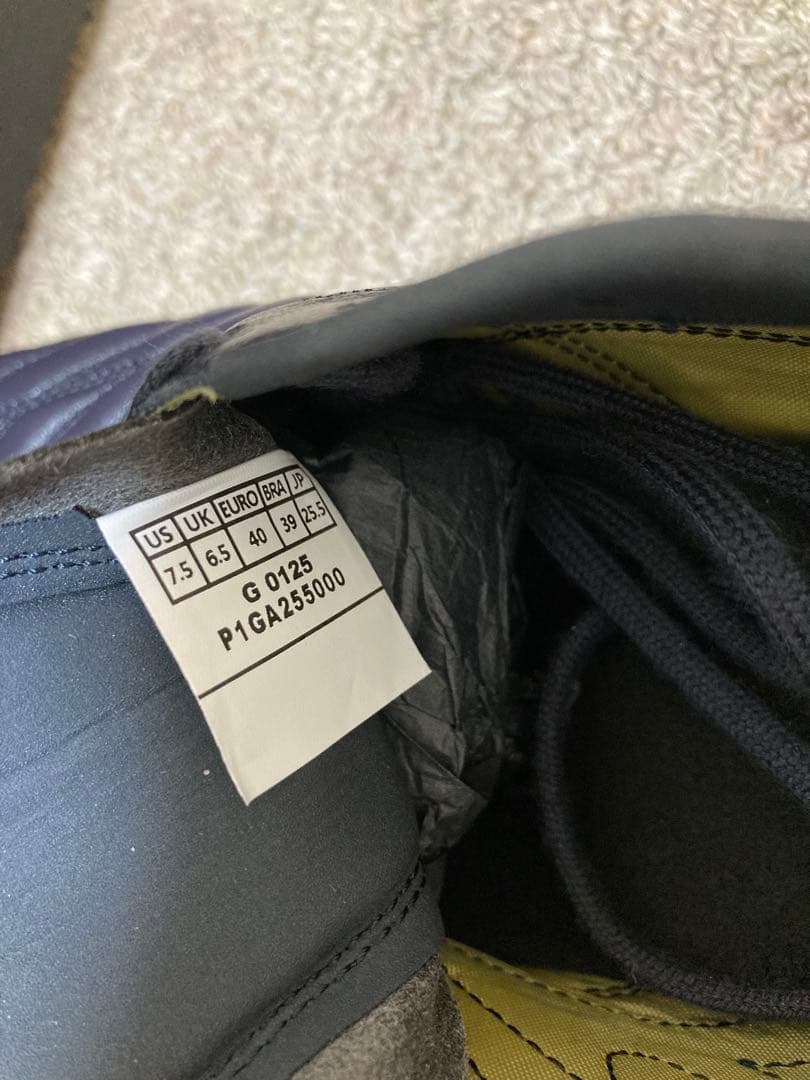 US UK EURO BRA JP
7.5 6.5 40 39 25.5
G 0125
P1GA255000